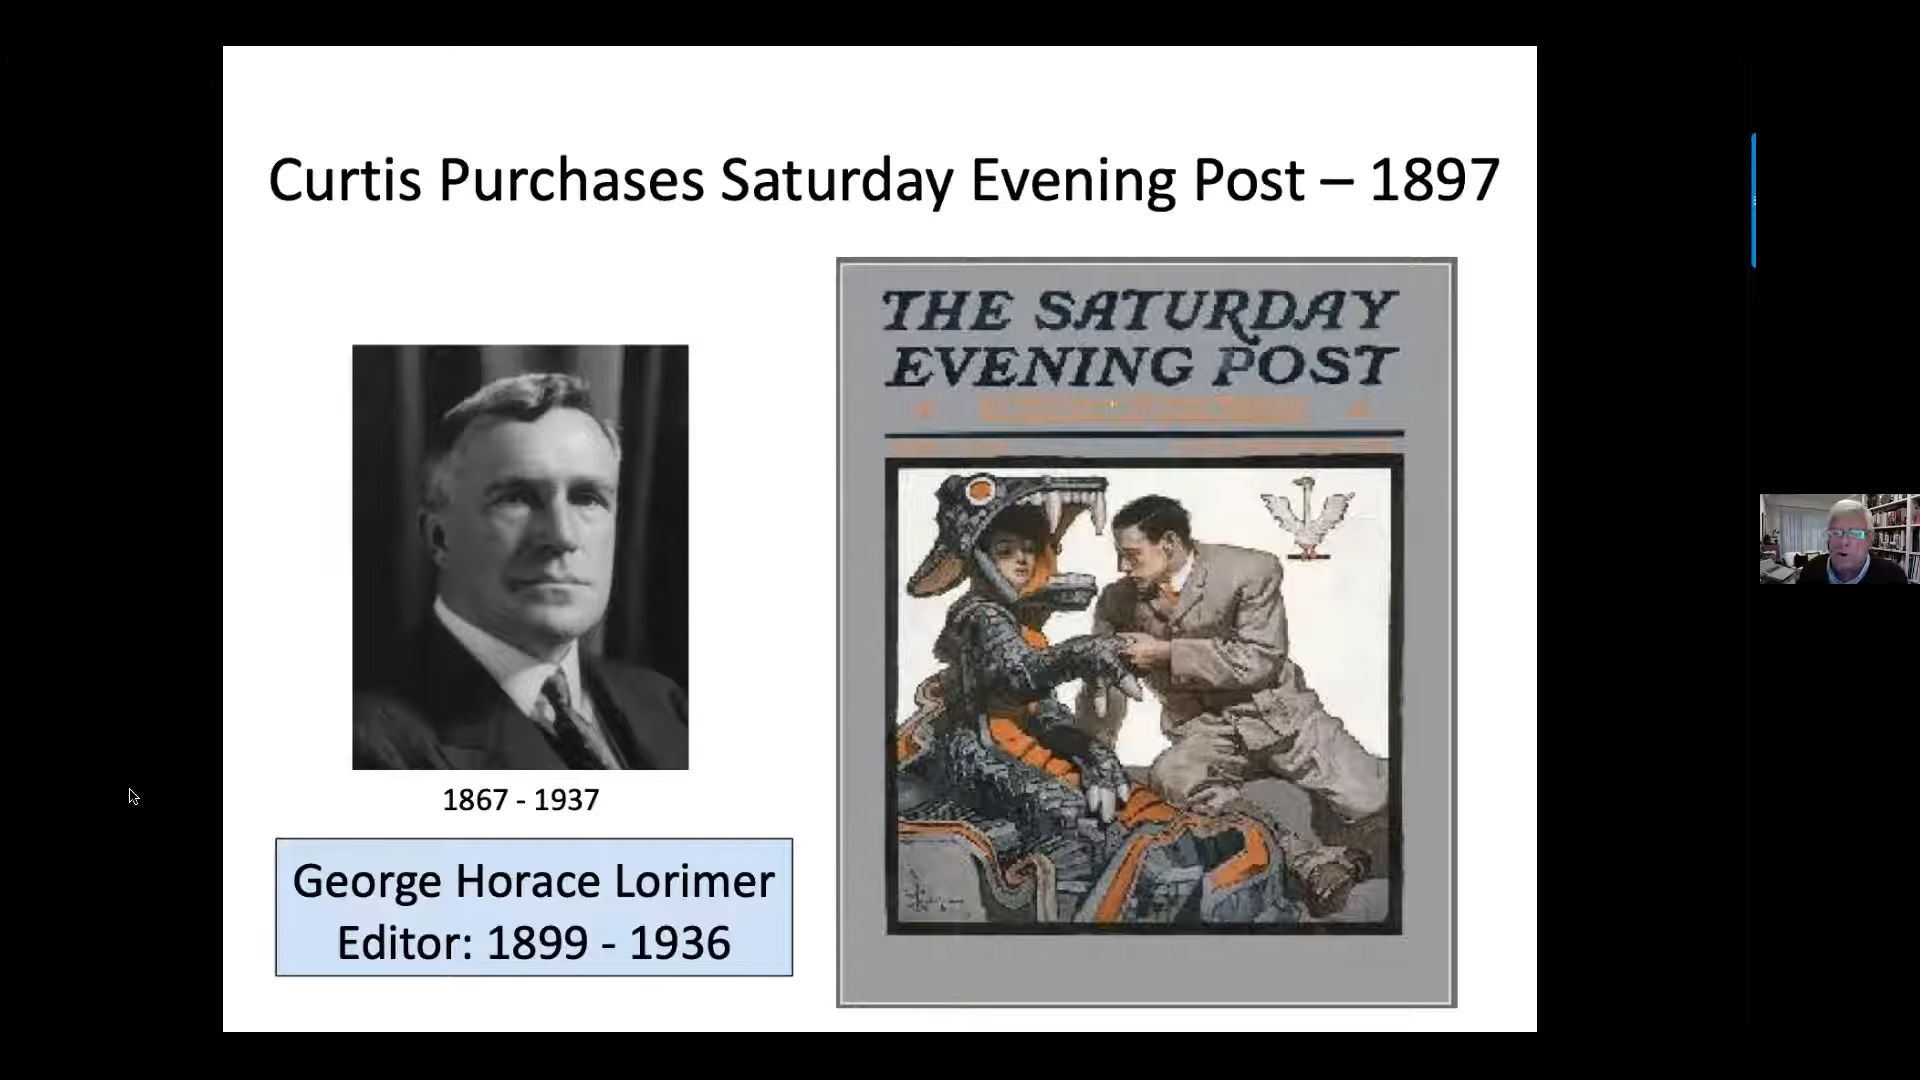 Curtis Purchases Saturday Evening Post – 1897
THE SATURDAY
EVENING POST
1867 - 1937
George Horace Lorimer
Editor: 1899 - 1936